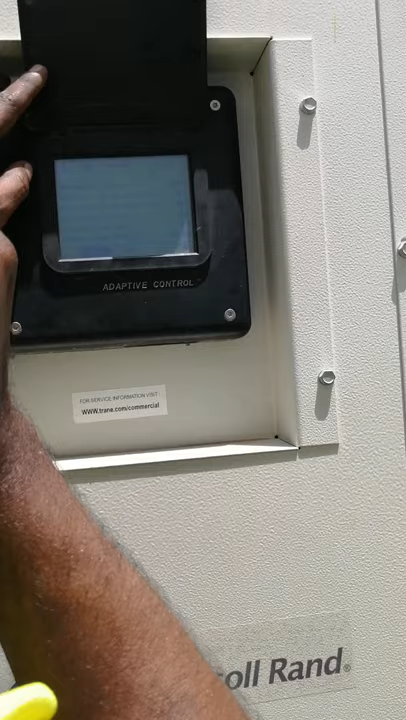 ADAPTIVE CONTROL
FOR SERVICE INFORMATION VISIT:
WWW.trane.com/commercial
oll Rand®